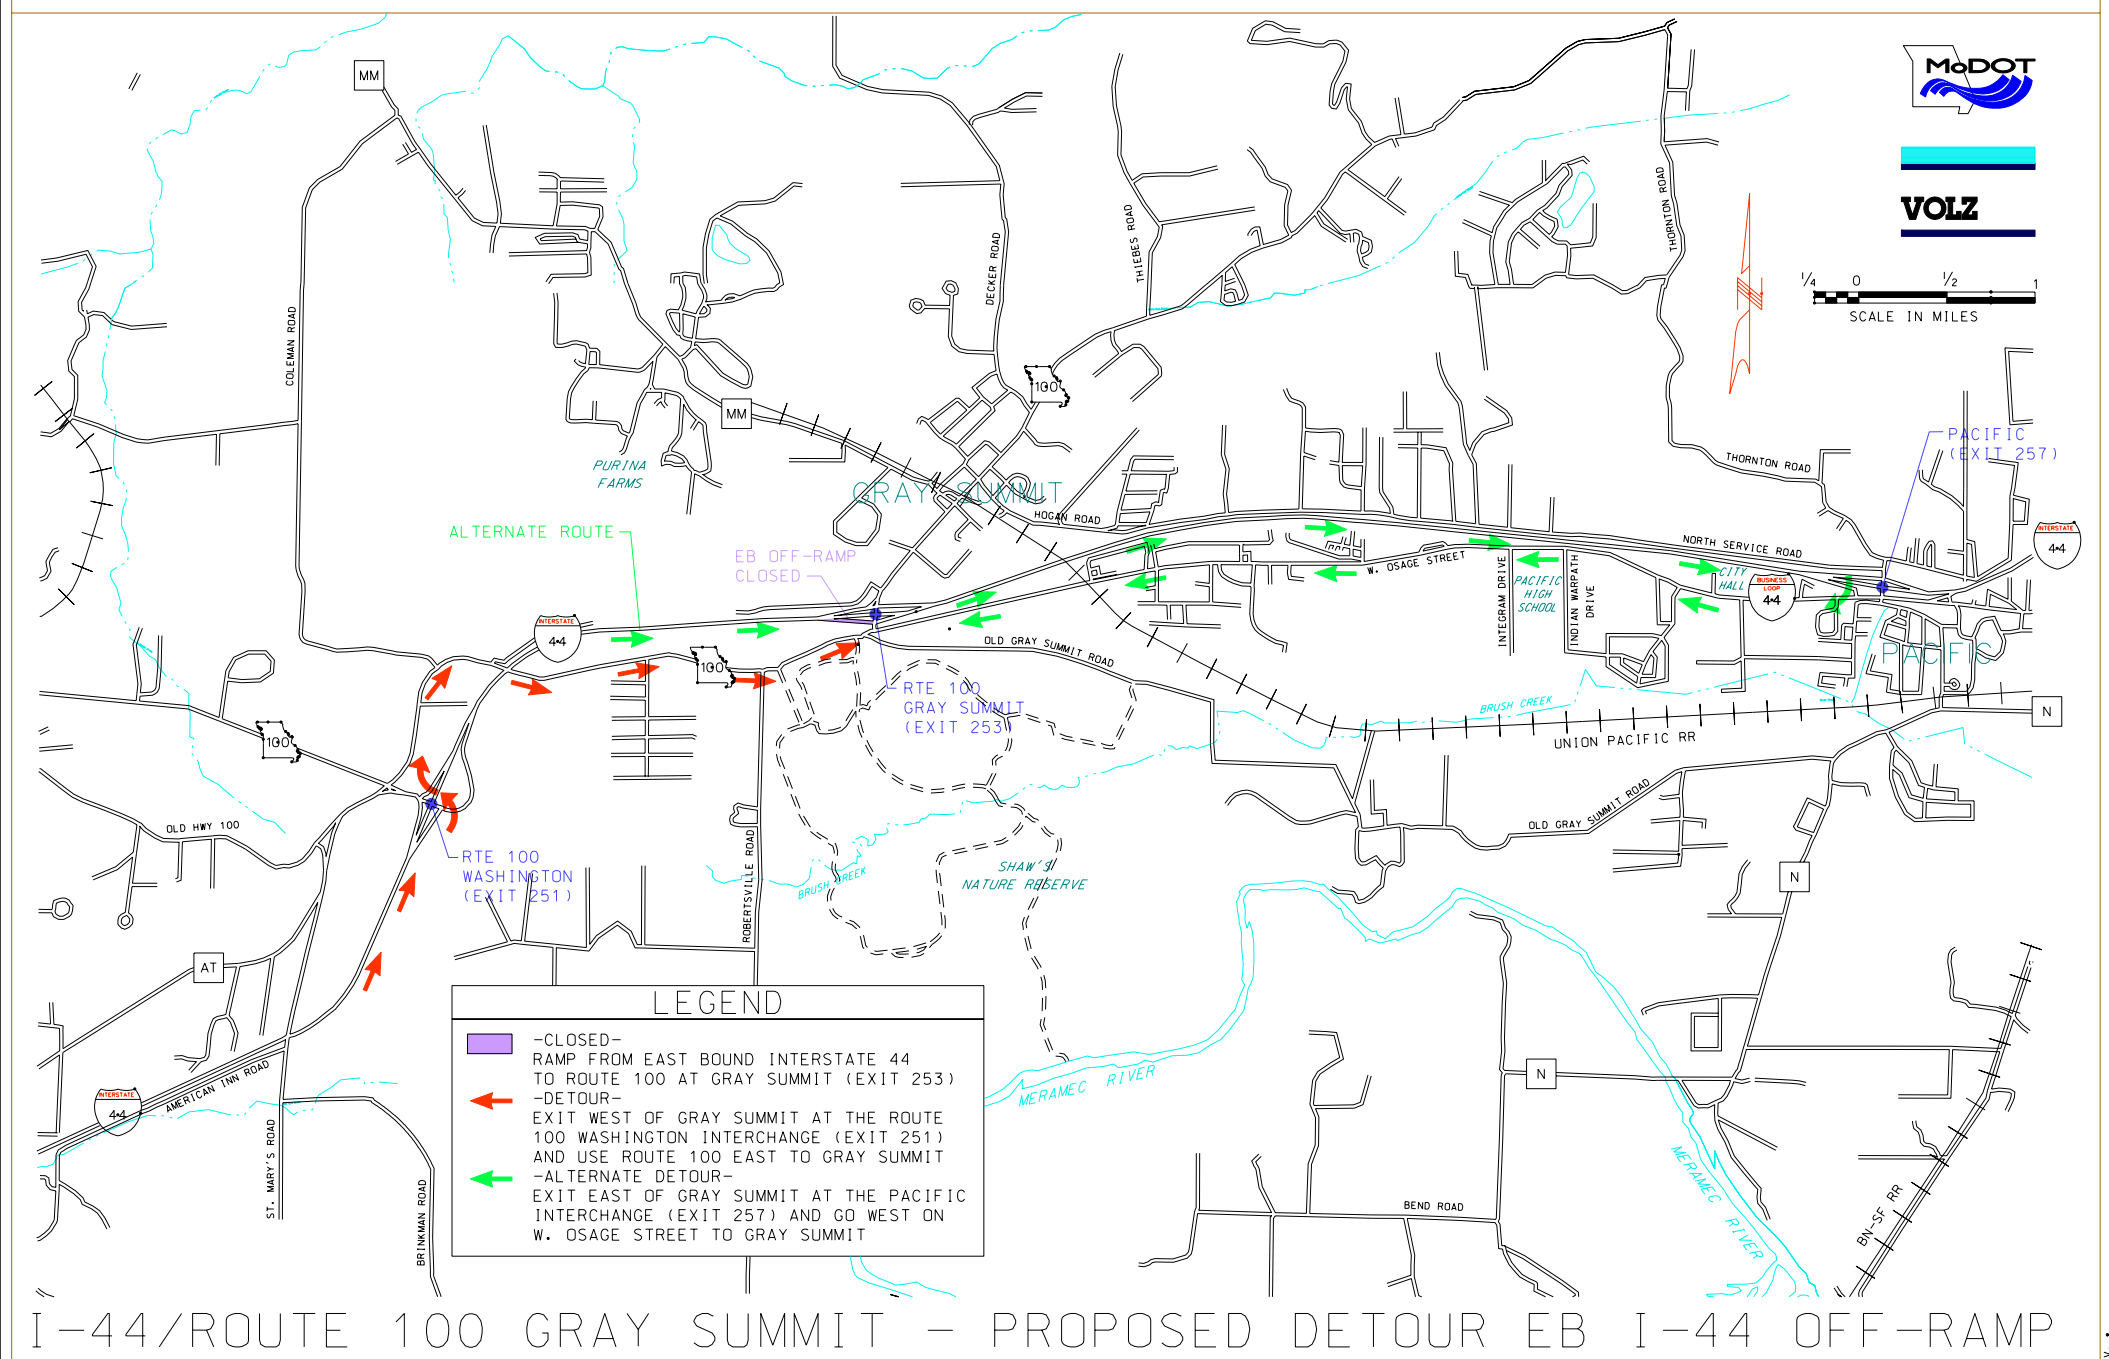 MM
MoDOT
VOLZ
1/4 0 1/2 1
SCALE IN MILES
THORNTON ROAD
THIEBES ROAD
DECKER ROAD
COLEMAN ROAD
100
MM
PURINA
FARMS
GRAY SUMMIT
HOGAN ROAD
THORNTON ROAD
PACIFIC
(EXIT 257)
ALTERNATE ROUTE
EB OFF-RAMP
CLOSED
NORTH SERVICE ROAD
INTERSTATE
44
W. OSAGE STREET
INTEGRAM DRIVE
PACIFIC
HIGH
SCHOOL
INDIAN WARPATH
DRIVE
CITY
HALL
BUSINESS
LOOP
44
INTERSTATE
44
100
OLD GRAY SUMMIT ROAD
PACIFIC
RTE 100
GRAY SUMMIT
(EXIT 253)
BRUSH CREEK
UNION PACIFIC RR
N
100
OLD HWY 100
RTE 100
WASHINGTON
(EXIT 251)
ROBERTSVILLE ROAD
BRUSH CREEK
SHAW'S
NATURE RESERVE
OLD GRAY SUMMIT ROAD
N
AT
INTERSTATE
44
AMERICAN INN ROAD
ST. MARY'S ROAD
BRINKMAN ROAD
MERAMEC RIVER
N
MERAMEC RIVER
BEND ROAD
BN-SF RR
LEGEND
-CLOSED-
RAMP FROM EAST BOUND INTERSTATE 44
TO ROUTE 100 AT GRAY SUMMIT (EXIT 253)
-DETOUR-
EXIT WEST OF GRAY SUMMIT AT THE ROUTE
100 WASHINGTON INTERCHANGE (EXIT 251)
AND USE ROUTE 100 EAST TO GRAY SUMMIT
-ALTERNATE DETOUR-
EXIT EAST OF GRAY SUMMIT AT THE PACIFIC
INTERCHANGE (EXIT 257) AND GO WEST ON
W. OSAGE STREET TO GRAY SUMMIT
I-44/ROUTE 100 GRAY SUMMIT - PROPOSED DETOUR EB I-44 OFF-RAMP